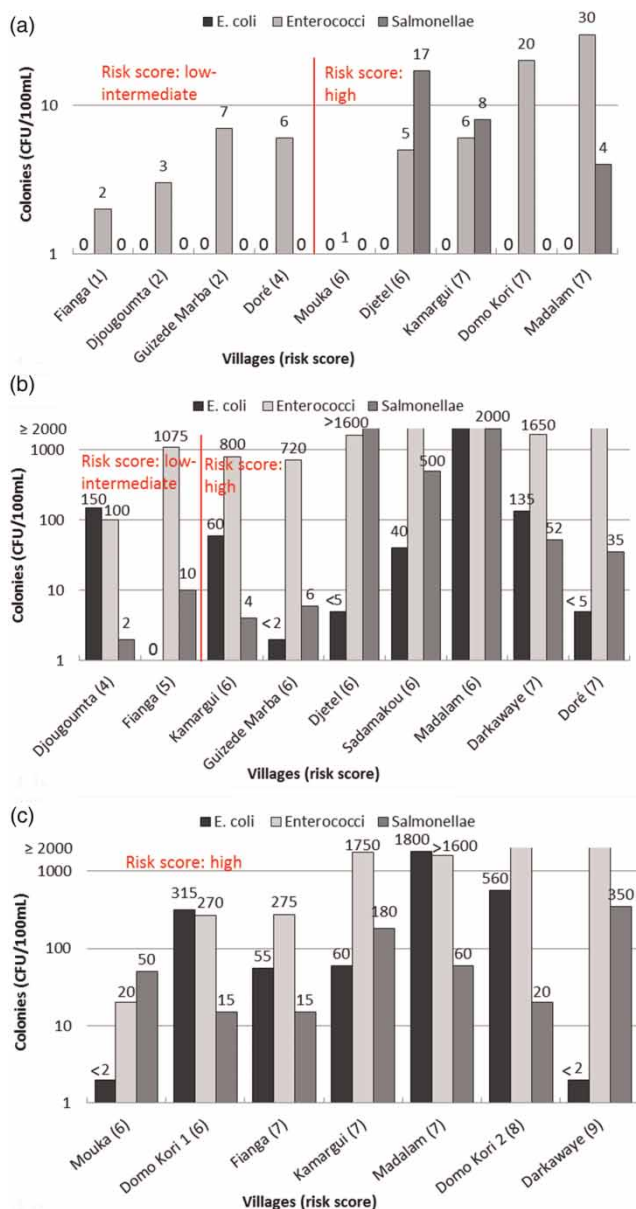 (a)
E. coli Enterococci Salmonellae
Colonies (CFU/100mL)
10
1
Risk score: low-
intermediate
Risk score:
high
0 2 0 0 3 0 0 7 0 0 6 0 0 1 0 0 5 17 0 6 8 0 20 0 0 30 4
Fianga (1) Djougoumta (2) Guizede Marba (2) Doré (4) Mouka (6) Djetel (6) Kamargui (7) Domo Kori (7) Madalam (7)
Villages (risk score)
(b)
E. coli Enterococci Salmonellae
Colonies (CFU/100mL)
≥ 2000
1000
100
10
1
Risk score: low-
intermediate
Risk score:
high
150 100 2 0 1075 10 60 800 4 <2 720 6 <5 >1600 40 500 2000 135 1650 52 <5 35
Djougoumta (4) Fianga (5) Kamargui (6) Guizede Marba (6) Djetel (6) Sadamakou (6) Madalam (6) Darkawaye (7) Doré (7)
Villages (risk score)
(c)
E. coli Enterococci Salmonellae
Colonies (CFU/100mL)
≥ 2000
1000
100
10
1
Risk score: high
<2 20 50 315 270 15 55 275 15 60 1750 180 1800 >1600 60 560 20 <2 350
Mouka (6) Domo Kori 1 (6) Fianga (7) Kamargui (7) Madalam (7) Domo Kori 2 (8) Darkawaye (9)
Villages (risk score)